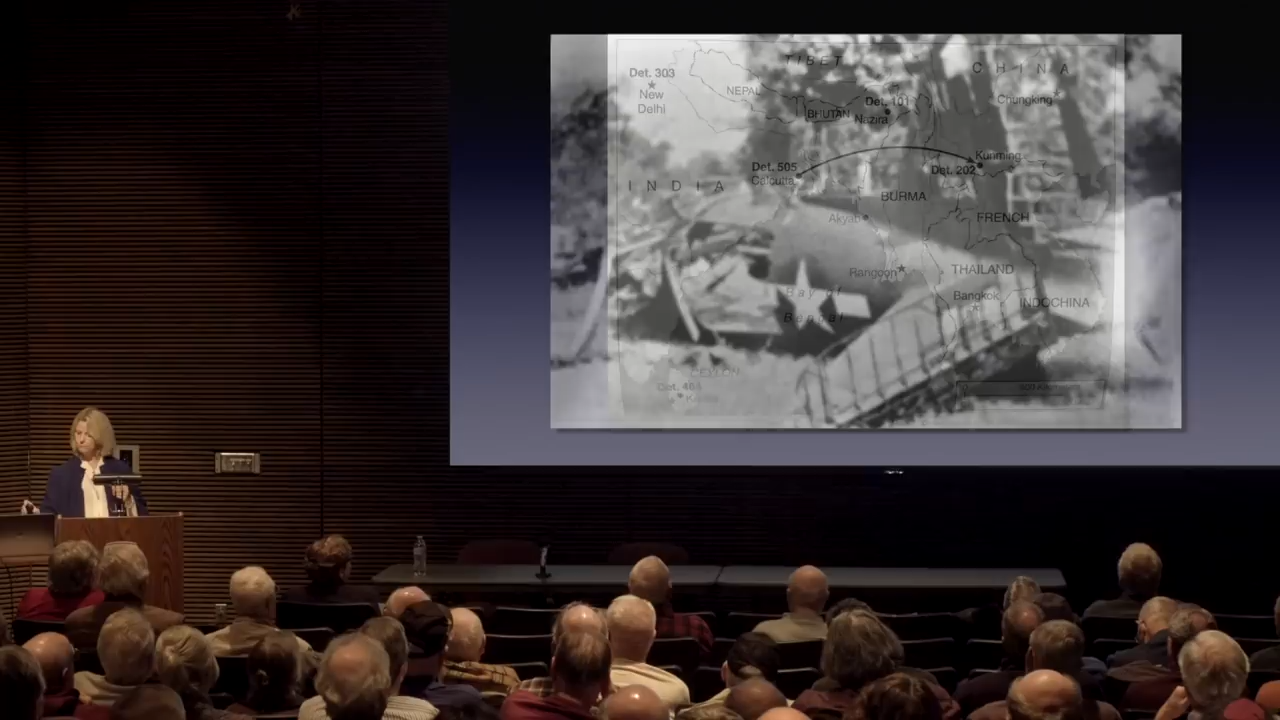 TIBET
CHINA
Det. 303
New
Delhi
NEPAL
Det. 101
BHUTAN
Nazira
Chungking
Det. 505
Calcutta
Kunming
Det. 202
INDIA
BURMA
Akyab
FRENCH
Rangoon
THAILAND
Bay of
Bengal
Bangkok
INDOCHINA
CEYLON
Det.